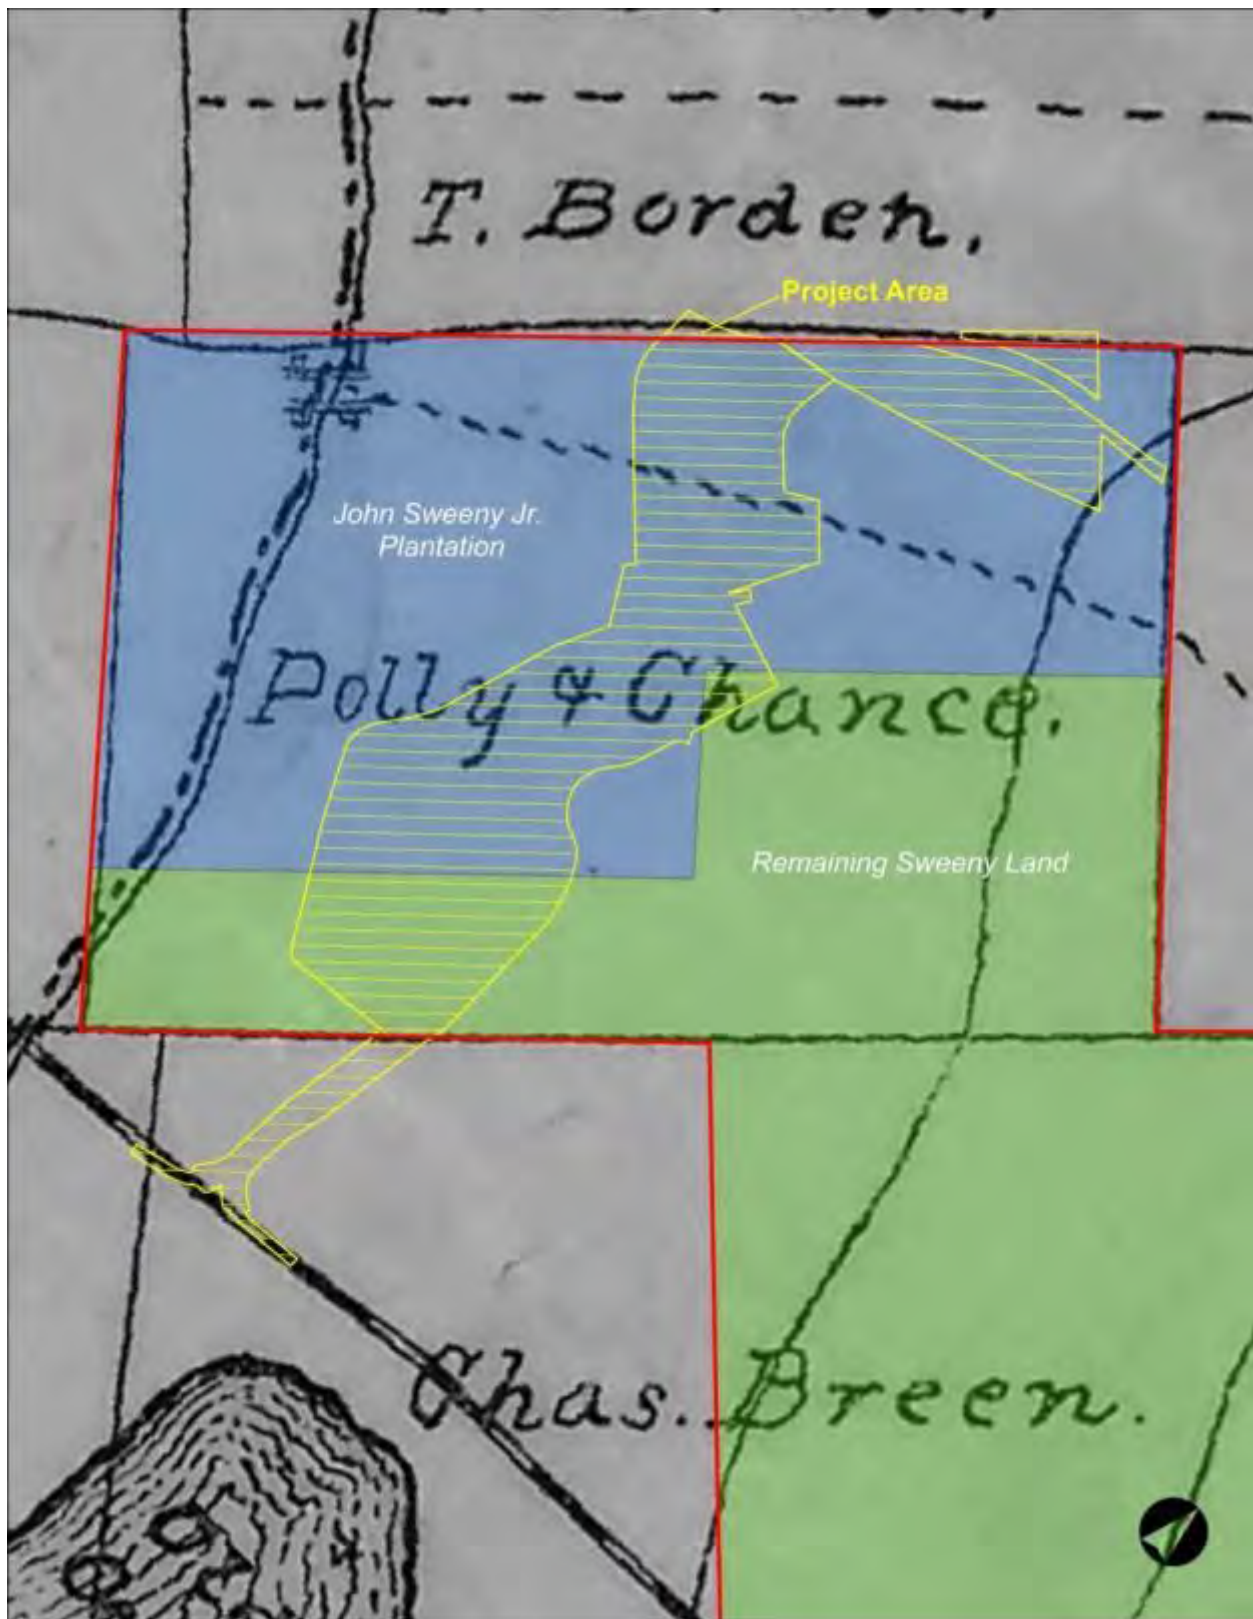 T. Borden.
Project Area
John Sweeny Jr.
Plantation
Polly & Chance.
Remaining Sweeny Land
Chas. Breen.